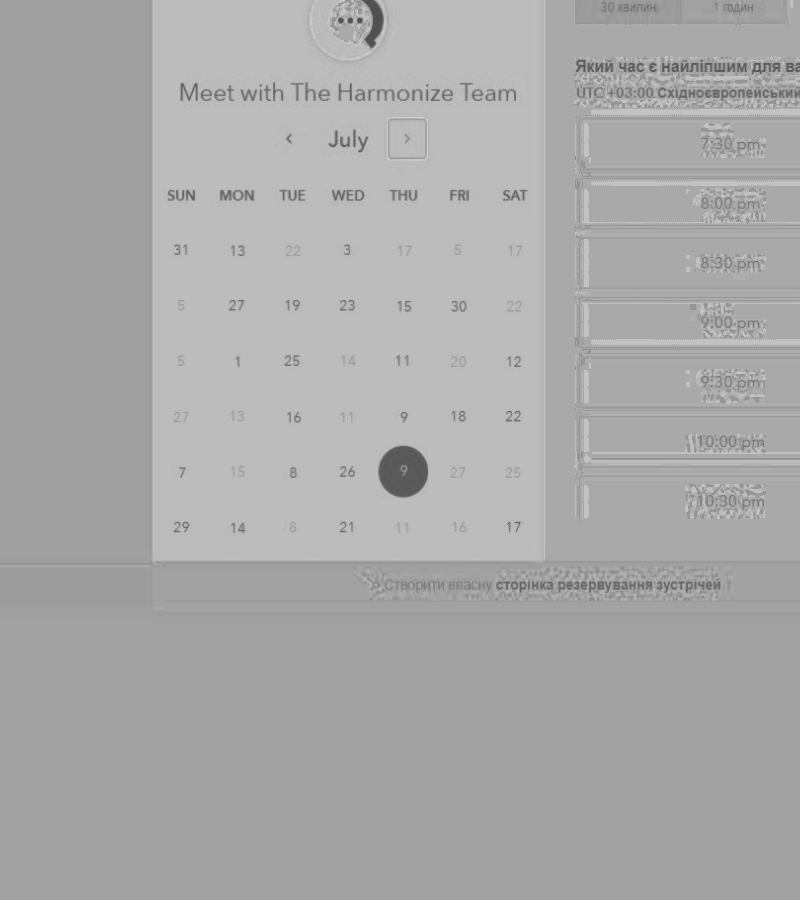 Meet with The Harmonize Team
‹ July ›
SUN MON TUE WED THU FRI SAT
31 13 22 3 17 5 17
5 27 19 23 15 30 22
5 1 25 14 11 20 12
27 13 16 11 9 18 22
7 15 8 26 9 27 25
29 14 8 21 11 16 17
30 хвилин 1 годин
Який час є найліпшим для ва
UTC +03:00 Східноєвропейський
7:30 pm
8:00 pm
8:30 pm
9:00 pm
9:30 pm
10:00 pm
10:30 pm
Створити власну сторінка резервування зустрічей